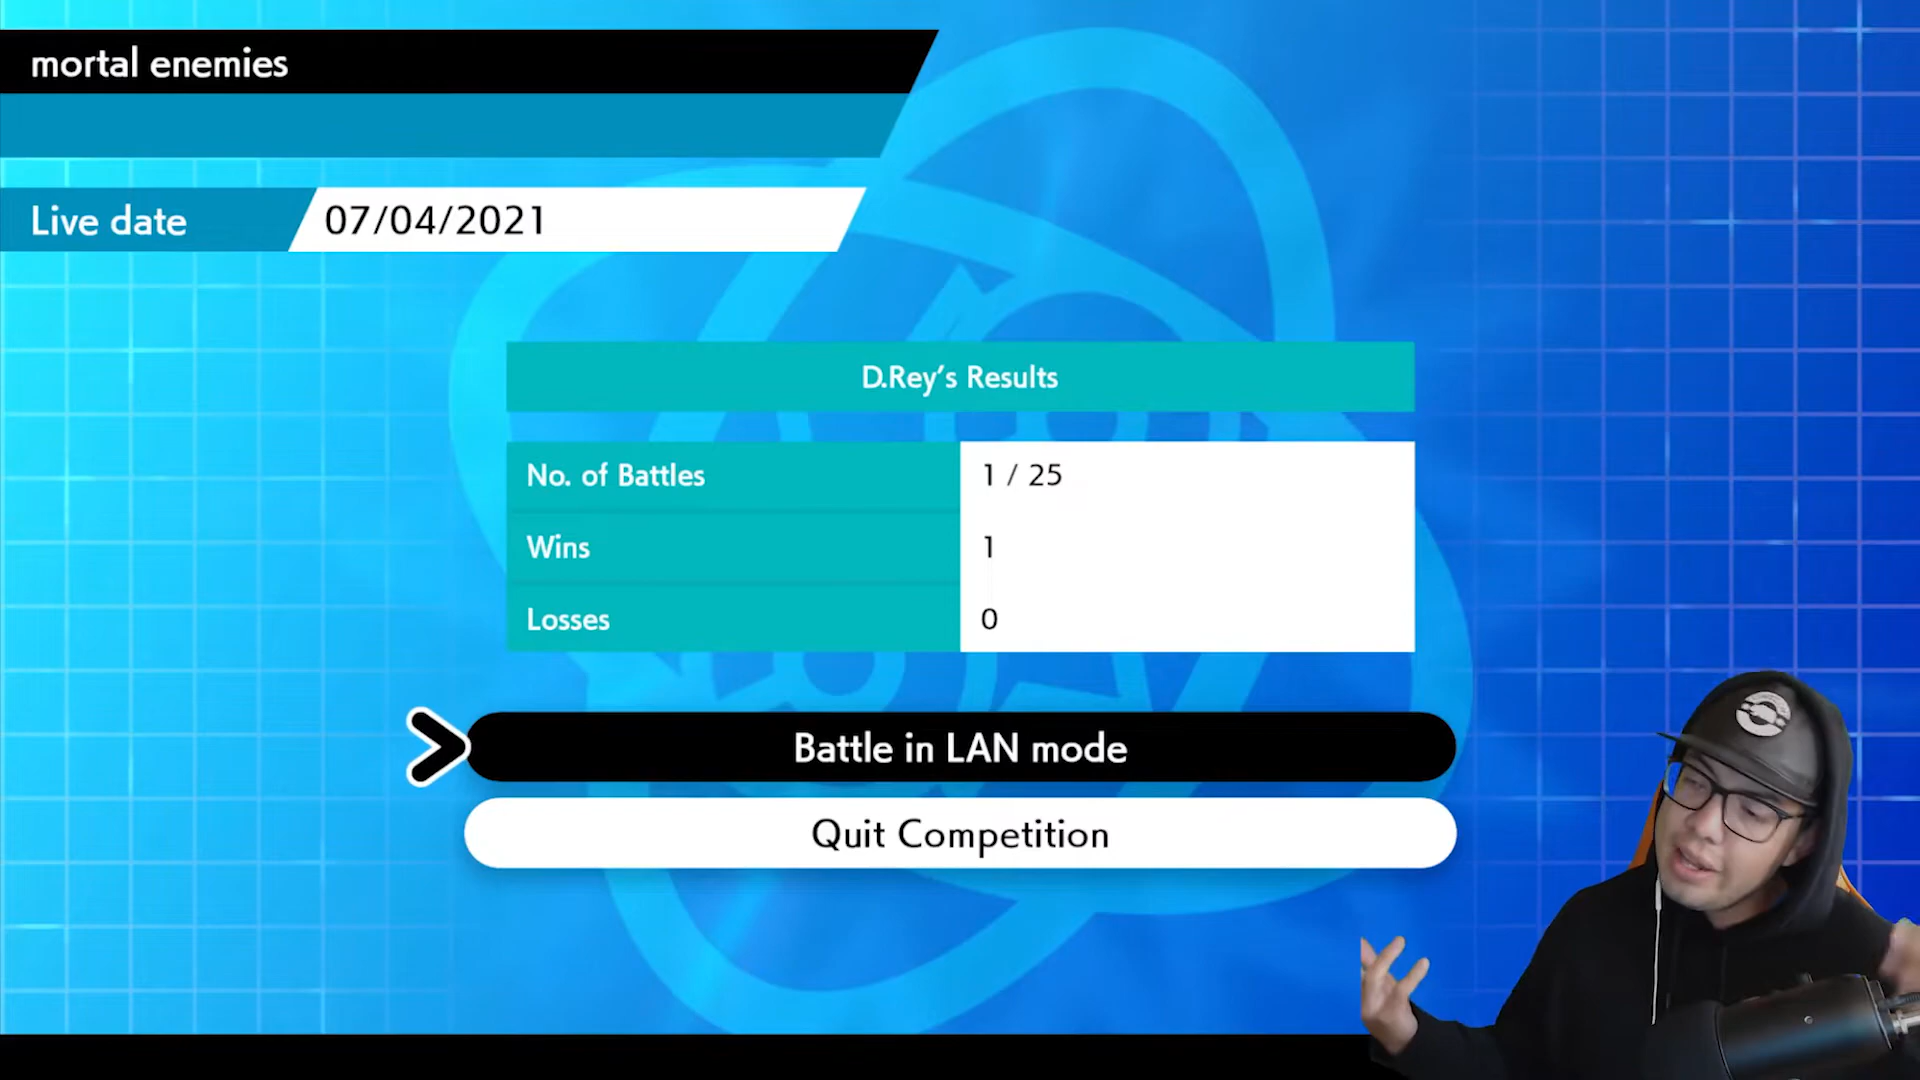 mortal enemies
Live date 07/04/2021
D.Rey's Results
No. of Battles 1 / 25
Wins 1
Losses 0
Battle in LAN mode
Quit Competition